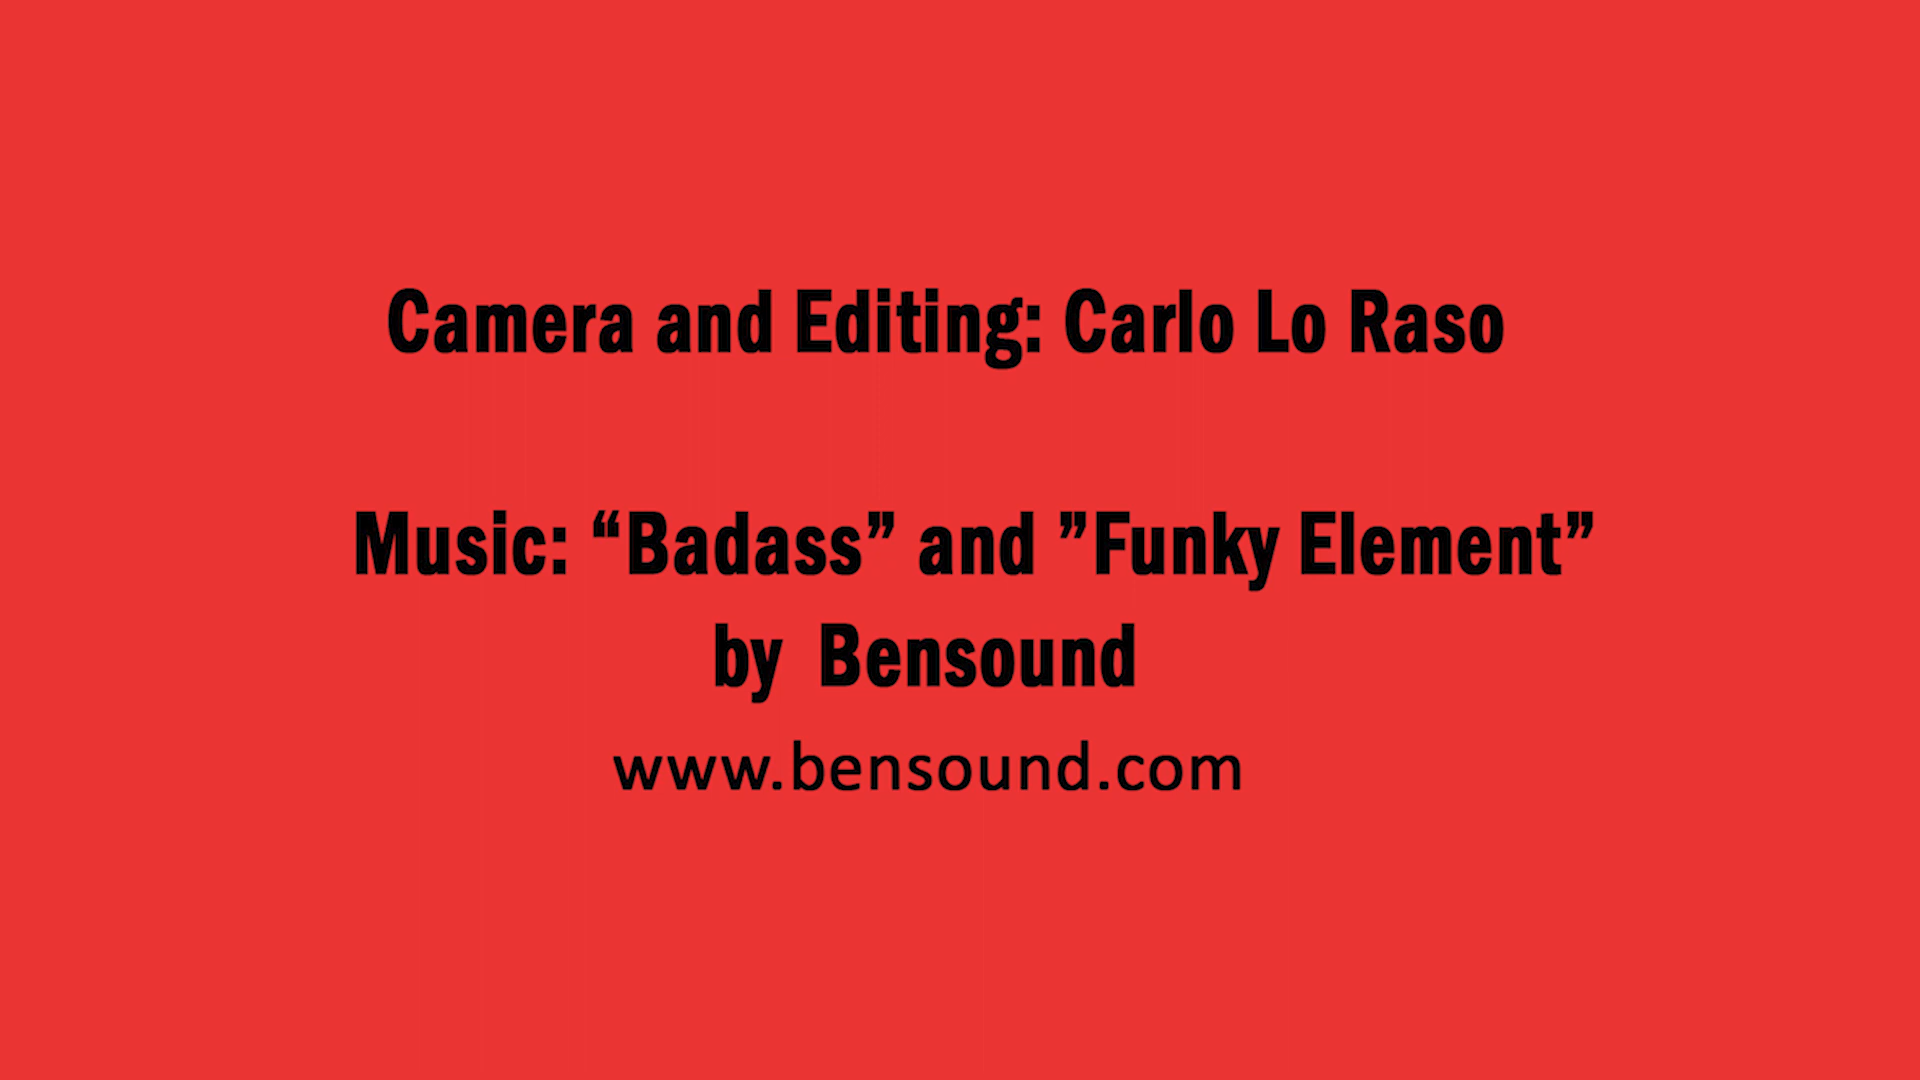 Camera and Editing: Carlo Lo Raso
Music: “Badass” and ”Funky Element”
by Bensound
www.bensound.com